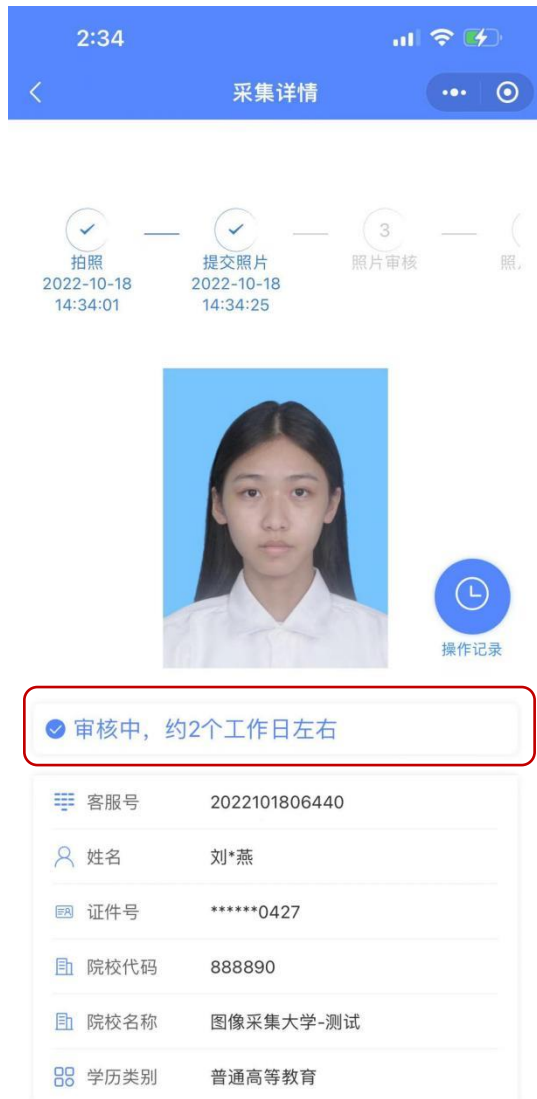 2:34
采集详情
3
拍照
提交照片
照片审核
照
2022-10-18
2022-10-18
14:34:01
14:34:25
操作记录
审核中，约2个工作日左右
客服号 2022101806440
姓名 刘*燕
证件号 ******0427
院校代码 888890
院校名称 图像采集大学-测试
学历类别 普通高等教育